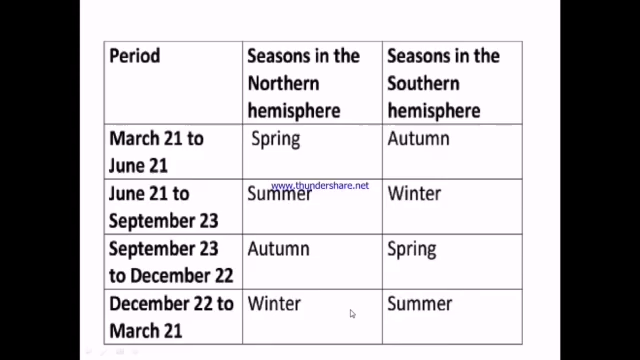 Period
Seasons in the
Northern
hemisphere
Seasons in the
Southern
hemisphere
March 21 to
June 21
Spring
Autumn
www.thundershare.net
June 21 to
September 23
Summer
Winter
September 23
to December 22
Autumn
Spring
December 22 to
March 21
Winter
Summer